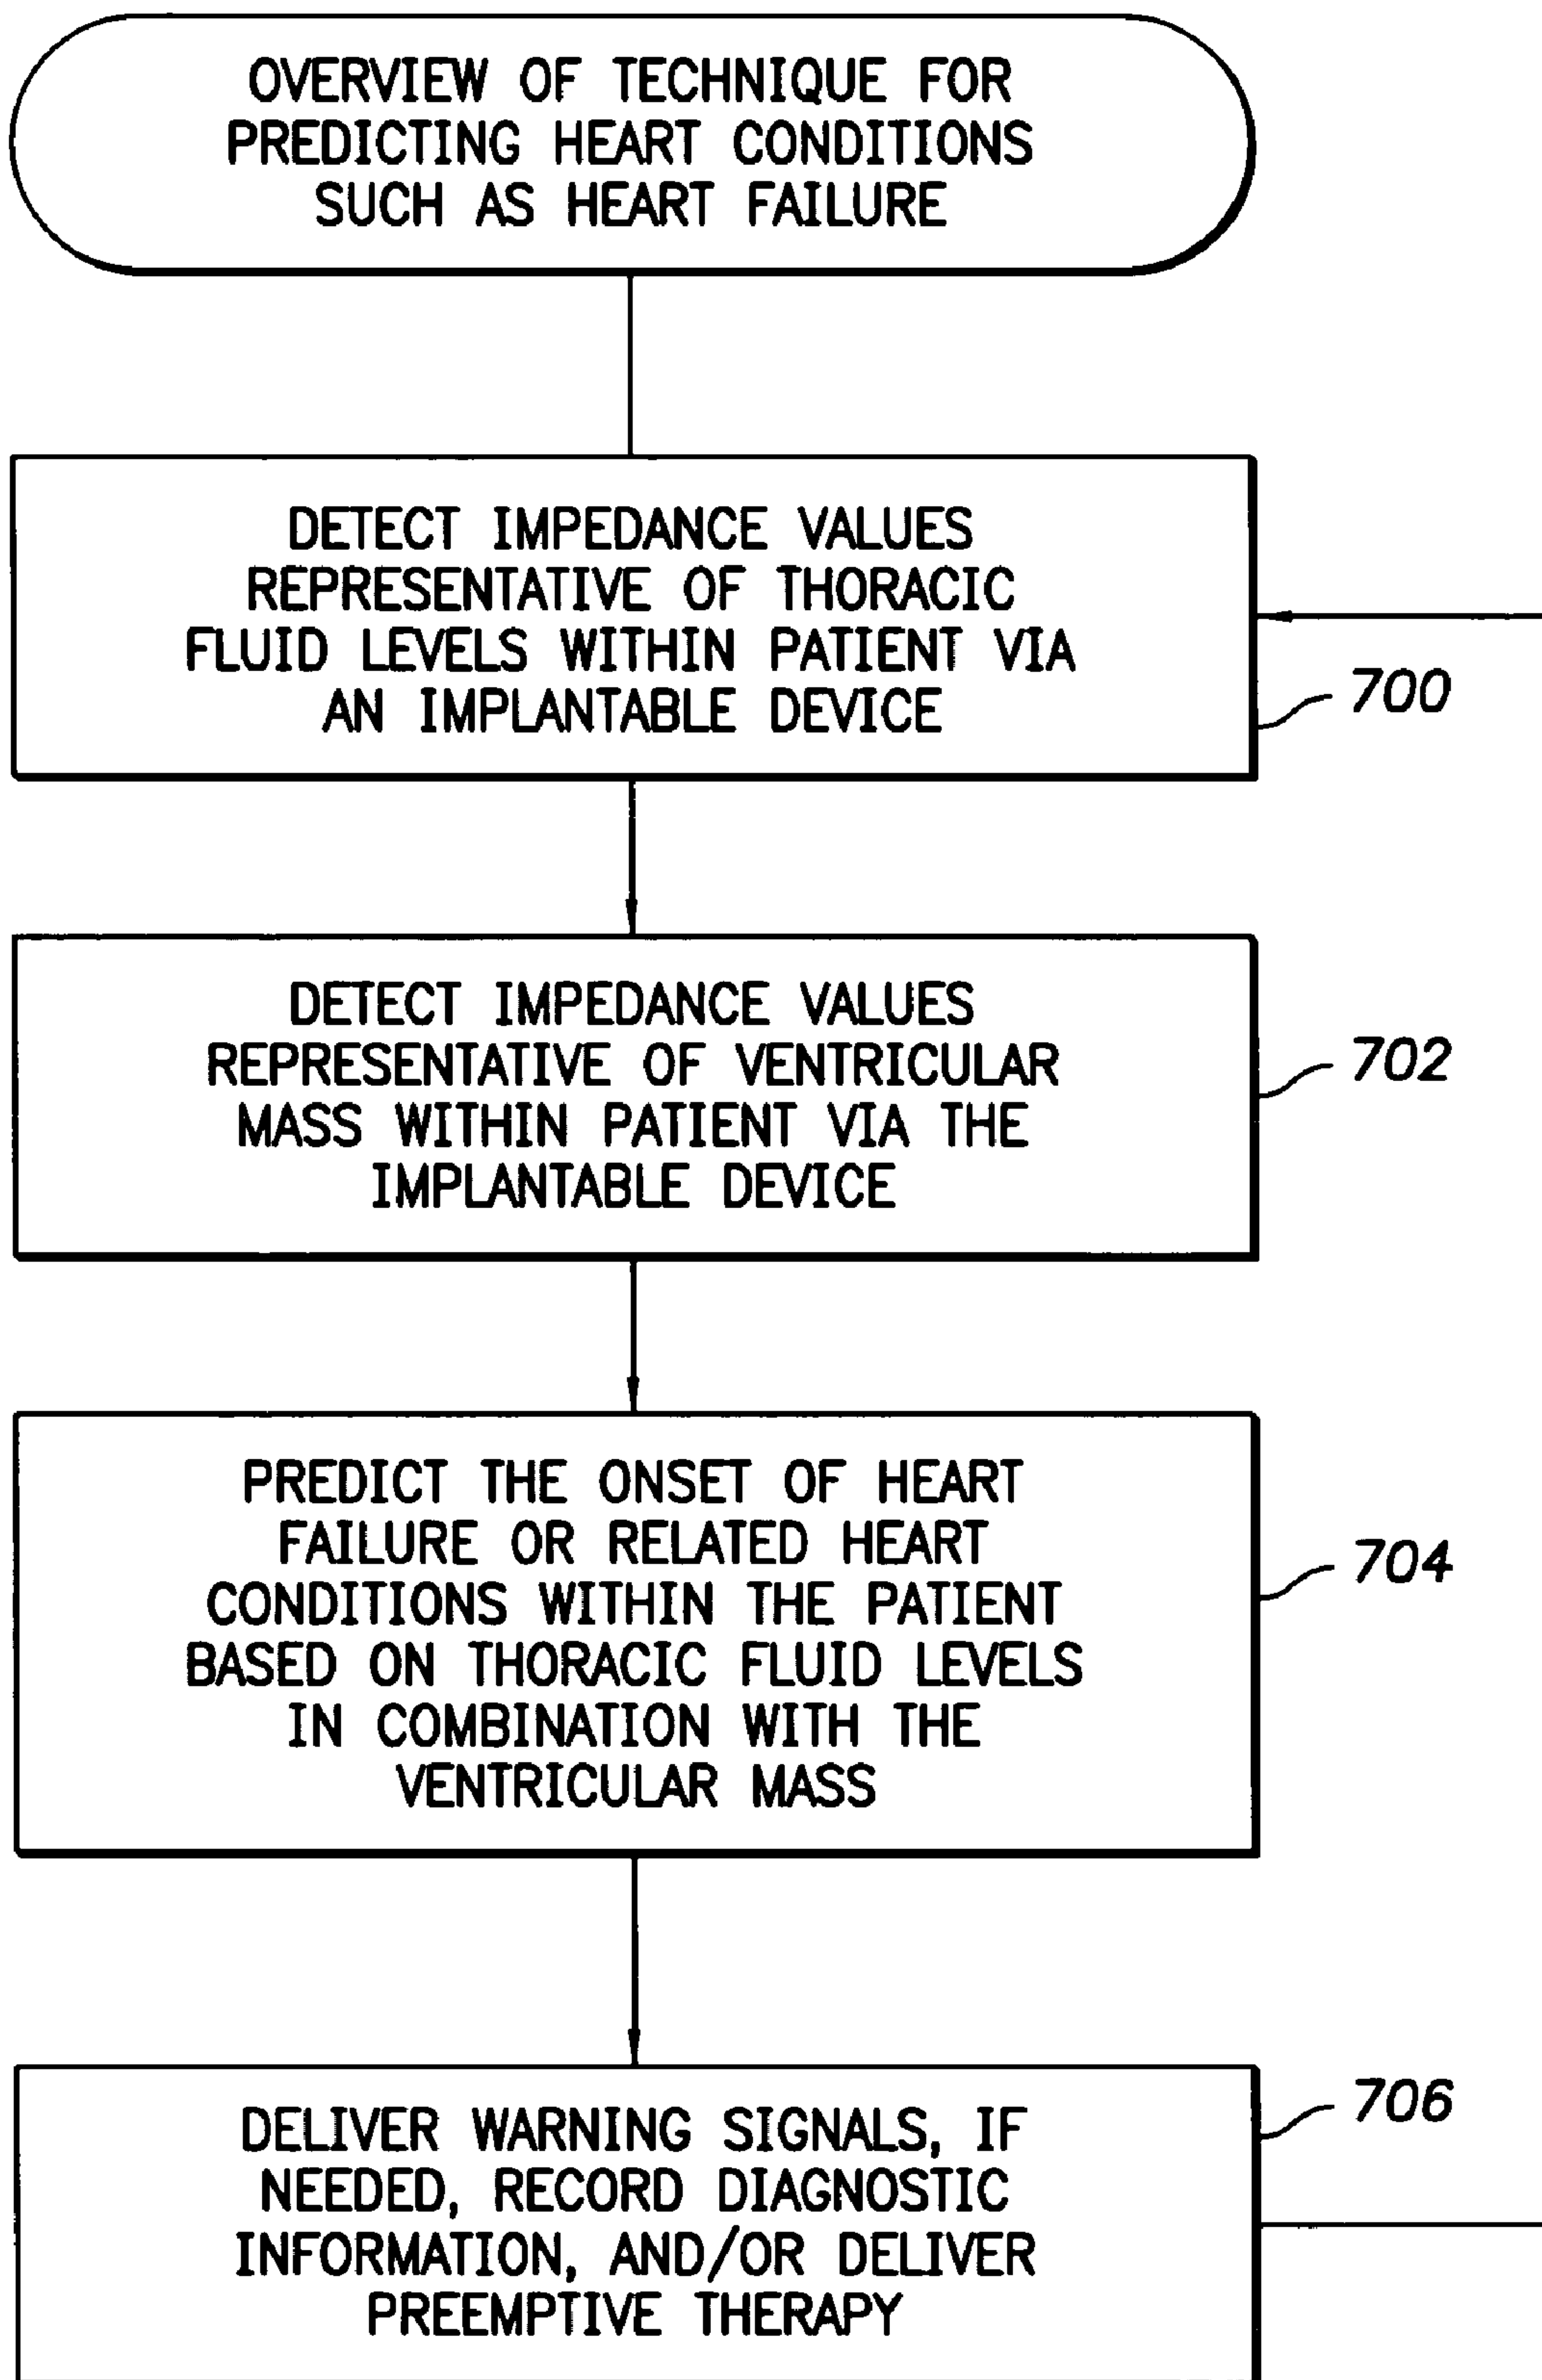 OVERVIEW OF TECHNIQUE FOR
PREDICTING HEART CONDITIONS
SUCH AS HEART FAILURE
DETECT IMPEDANCE VALUES
REPRESENTATIVE OF THORACIC
FLUID LEVELS WITHIN PATIENT VIA
AN IMPLANTABLE DEVICE
700
DETECT IMPEDANCE VALUES
REPRESENTATIVE OF VENTRICULAR
MASS WITHIN PATIENT VIA THE
IMPLANTABLE DEVICE
702
PREDICT THE ONSET OF HEART
FAILURE OR RELATED HEART
CONDITIONS WITHIN THE PATIENT
BASED ON THORACIC FLUID LEVELS
IN COMBINATION WITH THE
VENTRICULAR MASS
704
DELIVER WARNING SIGNALS, IF
NEEDED, RECORD DIAGNOSTIC
INFORMATION, AND/OR DELIVER
PREEMPTIVE THERAPY
706